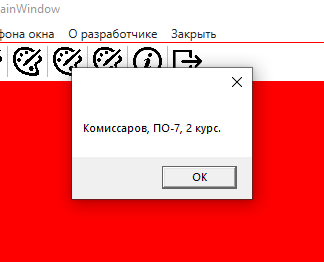 ainWindow
фона окна О разработчике Закрыть
Комиссаров, ПО-7, 2 курс.
OK